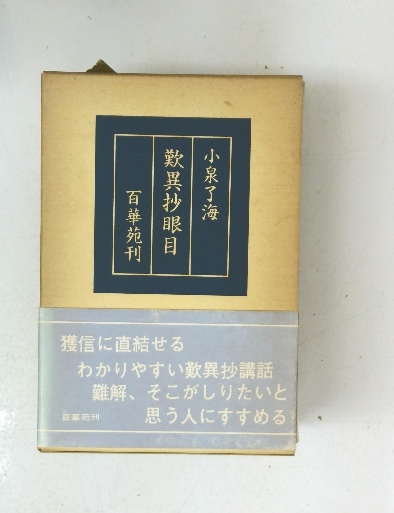 小泉了海
歎異抄眼目
百華苑刊
獲信に直結せる
わかりやすい歎異抄講話
難解、そこがしりたいと
思う人にすすめる
百華苑刊